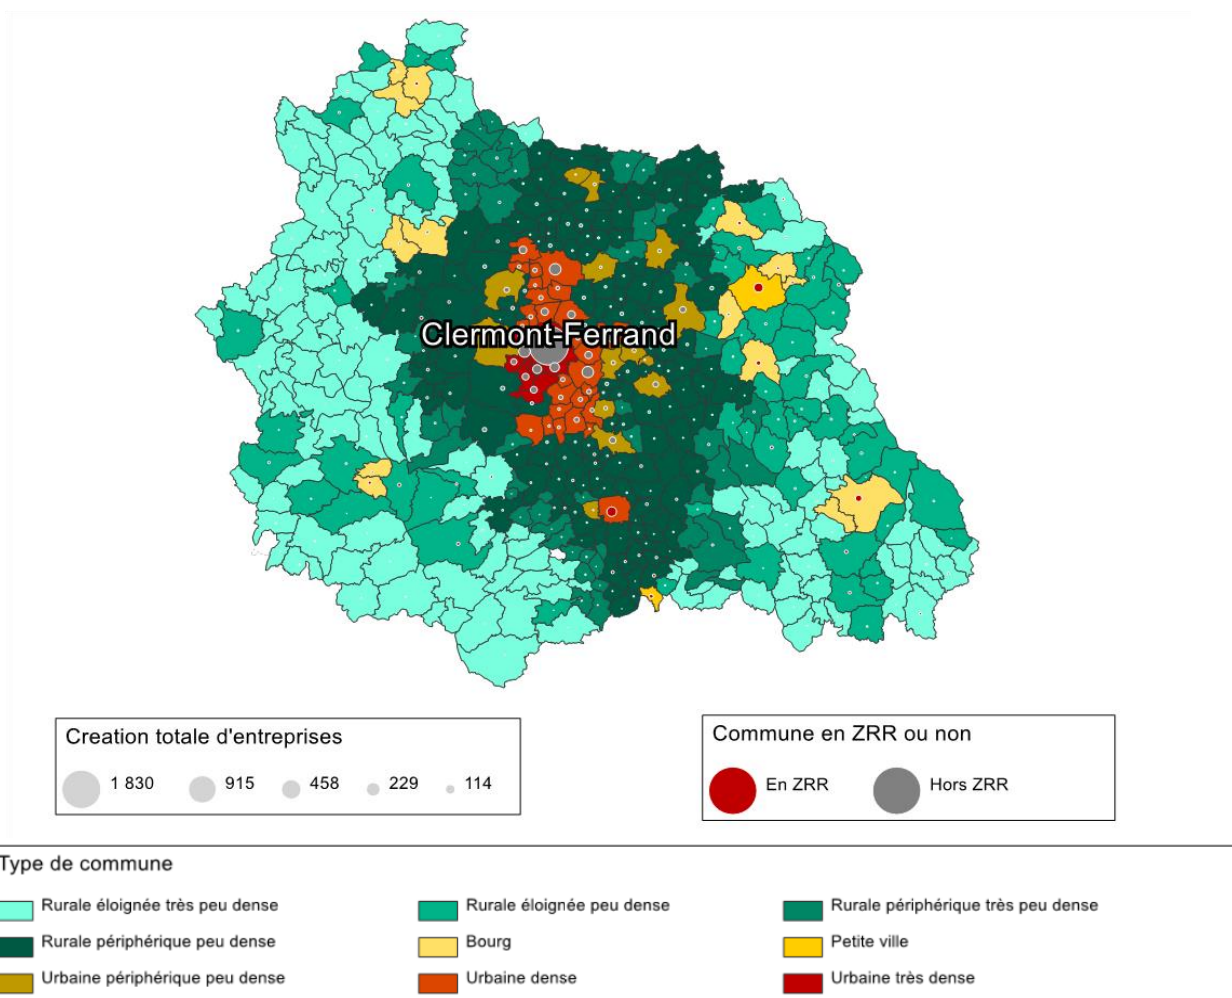 Clermont-Ferrand
Creation totale d'entreprises
1 830 915 458 229 114
Commune en ZRR ou non
En ZRR Hors ZRR
Type de commune
Rurale éloignée très peu dense Rurale éloignée peu dense Rurale périphérique très peu dense
Rurale périphérique peu dense Bourg Petite ville
Urbaine périphérique peu dense Urbaine dense Urbaine très dense